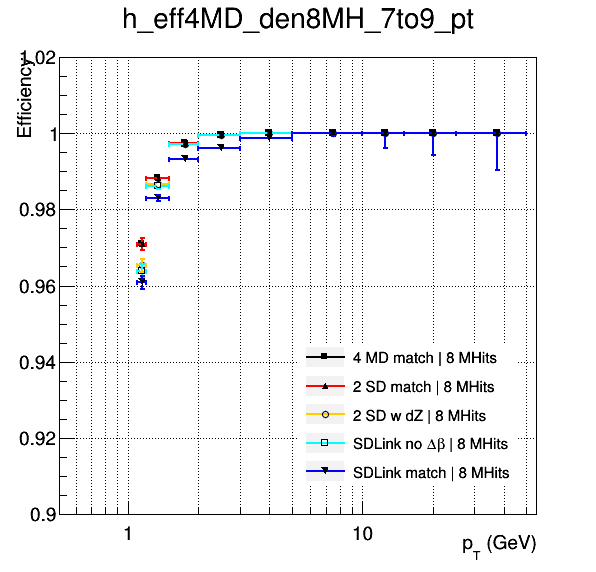 h_eff4MD_den8MH_7to9_pt
Efficiency
1.02
1
0.98
0.96
0.94
0.92
0.9
4 MD match | 8 MHits
2 SD match | 8 MHits
2 SD w dZ | 8 MHits
SDLink no Δβ | 8 MHits
SDLink match | 8 MHits
1
10
p_T (GeV)